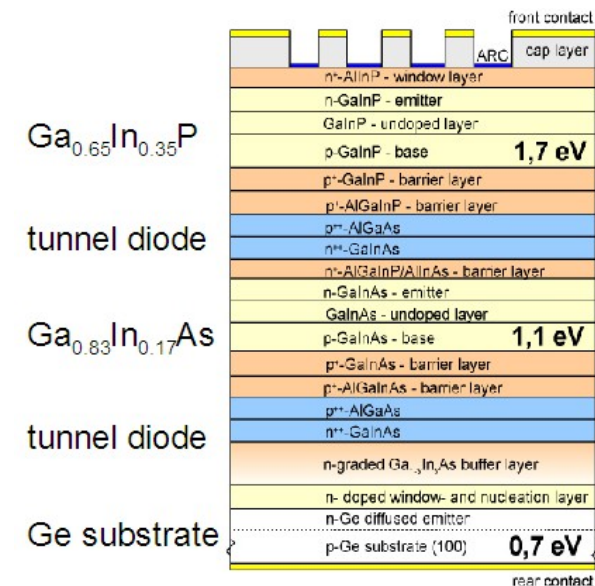 front contact
ARC
cap layer
n⁺-AlInP - window layer
n-GaInP - emitter
GaInP - undoped layer
Ga₀.₆₅In₀.₃₅P
p-GaInP - base 1,7 eV
p⁺-GaInP - barrier layer
p⁺-AlGaInP - barrier layer
p⁺⁺-AlGaAs
tunnel diode
n⁺⁺-GaInAs
n⁺-AlGaInP/AlInAs - barrier layer
n-GaInAs - emitter
GaInAs - undoped layer
Ga₀.₈₃In₀.₁₇As
p-GaInAs - base 1,1 eV
p⁺-GaInAs - barrier layer
p⁺-AlGaInAs - barrier layer
p⁺⁺-AlGaAs
tunnel diode
n⁺⁺-GaInAs
n-graded Ga₁₋ₓInₓAs buffer layer
n- doped window- and nucleation layer
n-Ge diffused emitter
Ge substrate
p-Ge substrate (100) 0,7 eV
rear contact